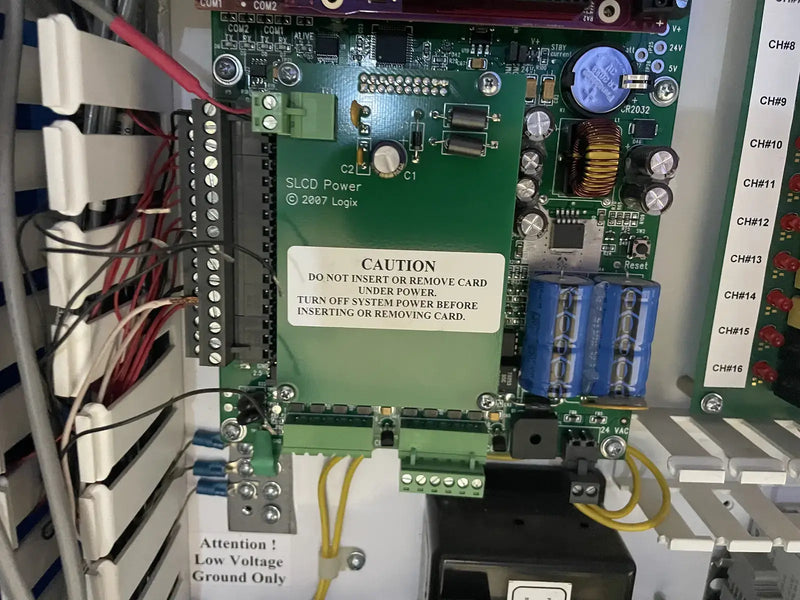 COM1
COM2
COM2
COM1
ALIVE
STBY
current
V+
24V
5V
CR2032
C2
C1
SLCD Power
© 2007 Logix
CAUTION
DO NOT INSERT OR REMOVE CARD
UNDER POWER.
TURN OFF SYSTEM POWER BEFORE
INSERTING OR REMOVING CARD.
Reset
24 VAC
Attention !
Low Voltage
Ground Only
CH#8
CH#9
CH#10
CH#11
CH#12
CH#13
CH#14
CH#15
CH#16